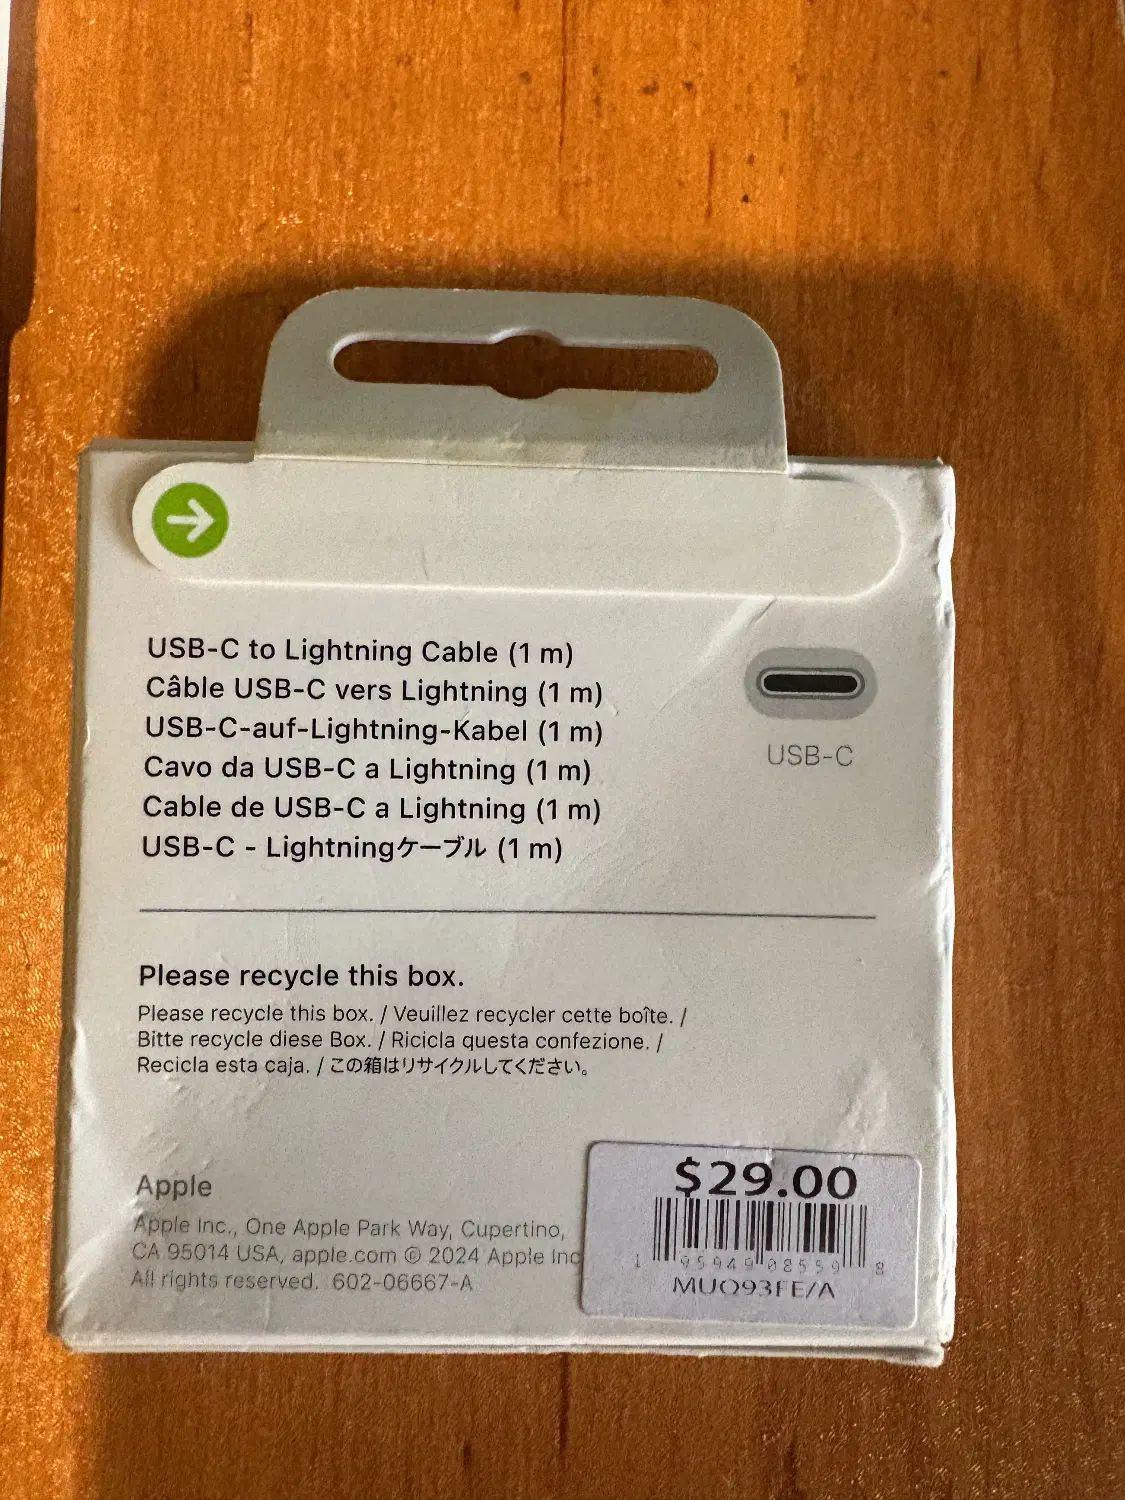 USB-C to Lightning Cable (1 m)
Câble USB-C vers Lightning (1 m)
USB-C-auf-Lightning-Kabel (1 m)
Cavo da USB-C a Lightning (1 m)
Cable de USB-C a Lightning (1 m)
USB-C - Lightningケーブル (1 m)
USB-C
Please recycle this box.
Please recycle this box. / Veuillez recycler cette boîte. /
Bitte recycle diese Box. / Ricicla questa confezione. /
Recicla esta caja. / この箱はリサイクルしてください。
Apple
Apple Inc., One Apple Park Way, Cupertino,
CA 95014 USA, apple.com © 2024 Apple Inc
All rights reserved. 602-06667-A
$29.00
1 95949 08559 8
MUQ93FE/A